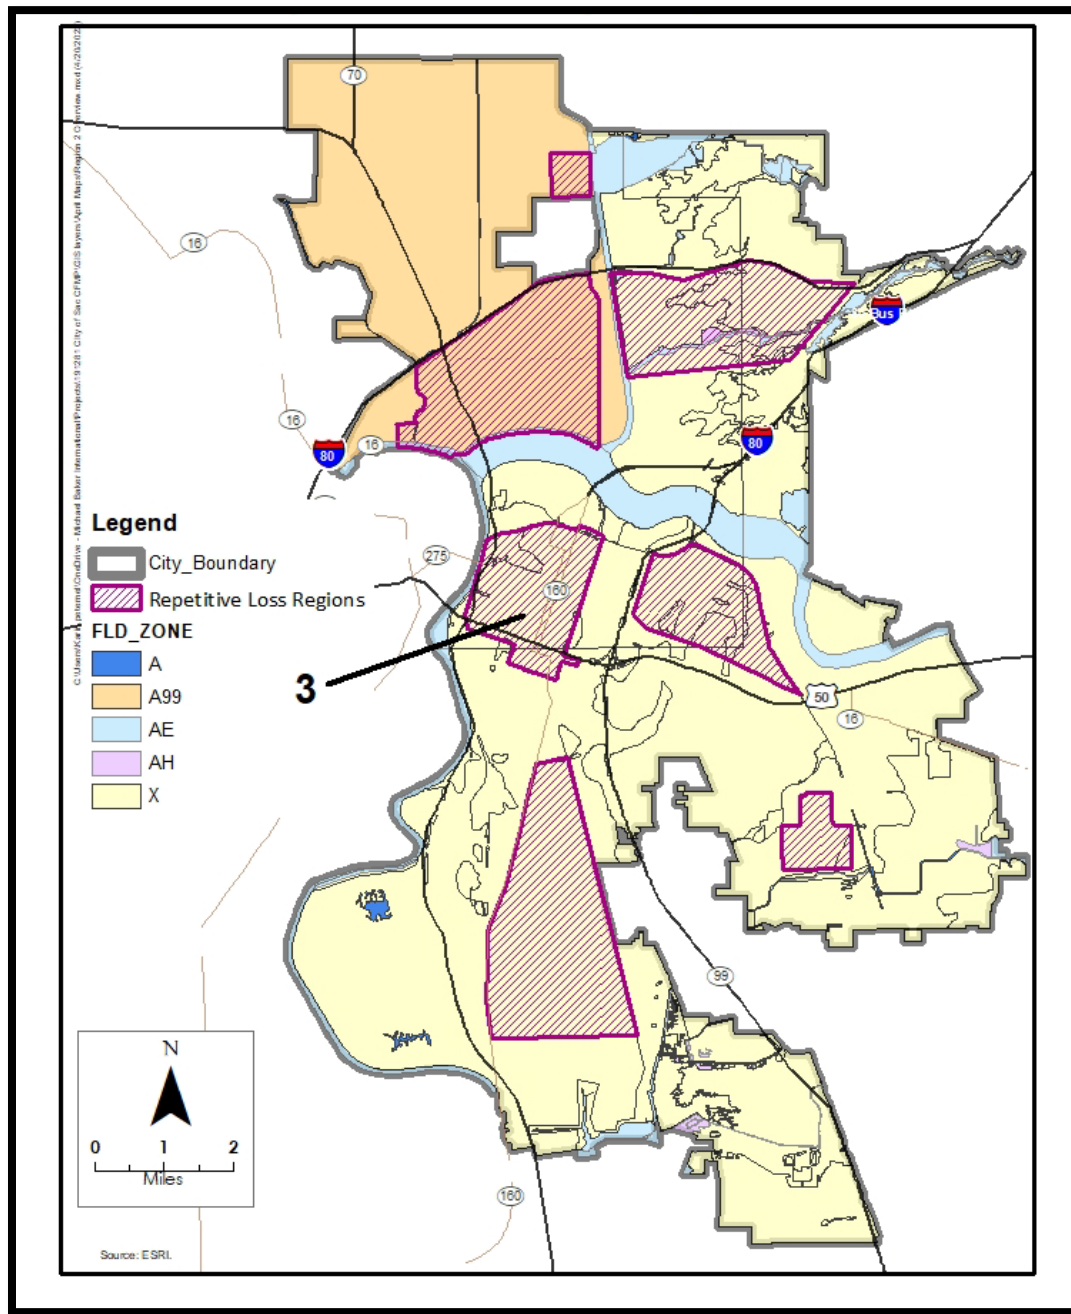 70
16
Bus
16
80
16
80
Legend
City_Boundary
Repetitive Loss Regions
FLD_ZONE
A
A99
AE
AH
X
275
160
3
50
16
99
N
0 1 2
Miles
160
Source: ESRI.